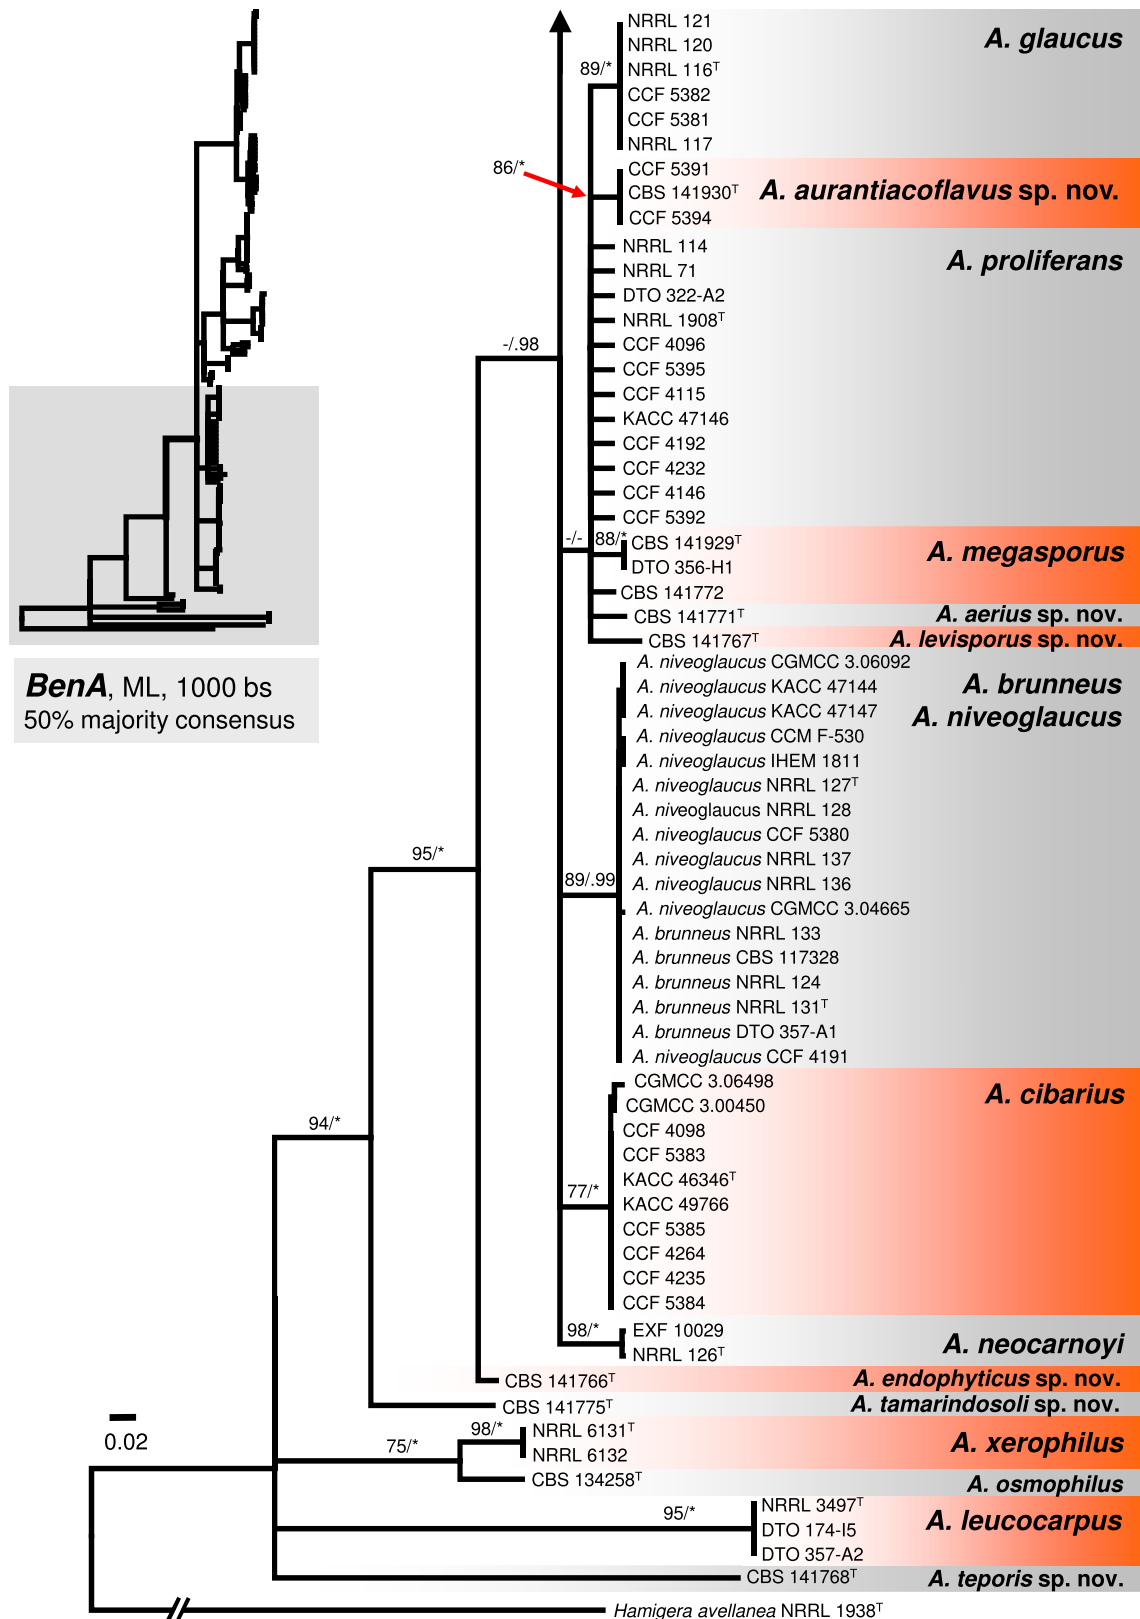 NRRL 121
NRRL 120
NRRL 116T
CCF 5382
CCF 5381
NRRL 117
A. glaucus
89/*
86/*
CCF 5391
CBS 141930T
CCF 5394
A. aurantiacoflavus sp. nov.
NRRL 114
NRRL 71
DTO 322-A2
NRRL 1908T
CCF 4096
CCF 5395
CCF 4115
KACC 47146
CCF 4192
CCF 4232
CCF 4146
CCF 5392
A. proliferans
-/.98
-/-
88/*
CBS 141929T
DTO 356-H1
CBS 141772
A. megasporus
CBS 141771T
A. aerius sp. nov.
CBS 141767T
A. levisporus sp. nov.
BenA, ML, 1000 bs
50% majority consensus
A. niveoglaucus CGMCC 3.06092
A. niveoglaucus KACC 47144
A. niveoglaucus KACC 47147
A. niveoglaucus CCM F-530
A. niveoglaucus IHEM 1811
A. niveoglaucus NRRL 127T
A. niveoglaucus NRRL 128
A. niveoglaucus CCF 5380
A. niveoglaucus NRRL 137
A. niveoglaucus NRRL 136
A. niveoglaucus CGMCC 3.04665
A. brunneus NRRL 133
A. brunneus CBS 117328
A. brunneus NRRL 124
A. brunneus NRRL 131T
A. brunneus DTO 357-A1
A. niveoglaucus CCF 4191
A. brunneus
A. niveoglaucus
95/*
89/.99
CGMCC 3.06498
CGMCC 3.00450
CCF 4098
CCF 5383
KACC 46346T
KACC 49766
CCF 5385
CCF 4264
CCF 4235
CCF 5384
A. cibarius
94/*
77/*
98/*
EXF 10029
NRRL 126T
A. neocarnoyi
CBS 141766T
A. endophyticus sp. nov.
CBS 141775T
A. tamarindosoli sp. nov.
0.02
75/*
98/*
NRRL 6131T
NRRL 6132
A. xerophilus
CBS 134258T
A. osmophilus
95/*
NRRL 3497T
DTO 174-I5
DTO 357-A2
A. leucocarpus
CBS 141768T
A. teporis sp. nov.
Hamigera avellanea NRRL 1938T